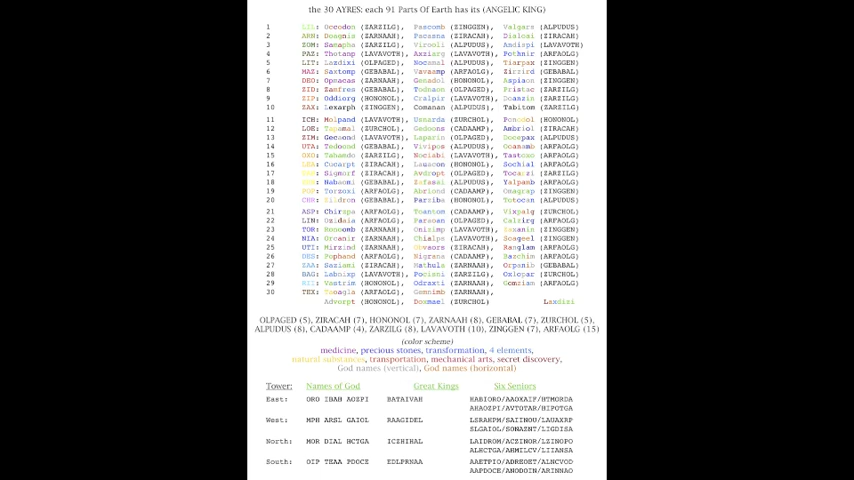 the 30 AYRES: each 91 Parts Of Earth has its (ANGELIC KING)
1 LIL: Occodon (ZARZILG), Pascomb (ZINGGEN), Valgars (ALPUDUS)
2 ARN: Doagnis (ZARNAAH), Pacasna (ZIRACAH), Dialoai (ZIRACAH)
3 ZOM: Samapha (ZARZILG), Virooli (ALPUDUS), Andispi (LAVAVOTH)
4 PAZ: Thotanp (LAVAVOTH), Axziarg (LAVAVOTH), Pothnir (ARFAOLG)
5 LIT: Lazdixi (OLPAGED), Nocamal (ALPUDUS), Tiarpax (ZINGGEN)
6 MAZ: Saxtomp (GEBABAL), Vavaamp (ARFAOLG), Zirzird (GEBABAL)
7 DEO: Opmacas (ZARNAAH), Genadol (HONONOL), Aspiaon (ZINGGEN)
8 ZID: Zamfres (GEBABAL), Todnaon (OLPAGED), Pristac (ZARZILG)
9 ZIP: Oddiorg (HONONOL), Cralpir (LAVAVOTH), Doanzin (ZARZILG)
10 ZAX: Lexarph (ZINGGEN), Comanan (ALPUDUS), Tabitom (ZARZILG)
11 ICH: Molpand (LAVAVOTH), Usnarda (ZURCHOL), Ponodol (HONONOL)
12 LOE: Tapamal (ZURCHOL), Gedoons (CADAAMP), Ambriol (ZIRACAH)
13 ZIM: Gecaond (LAVAVOTH), Laparin (OLPAGED), Docepax (ALPUDUS)
14 UTA: Tedoond (GEBABAL), Vivipos (ALPUDUS), Ooanamb (ARFAOLG)
15 OXO: Tahamdo (ZARZILG), Nociabi (LAVAVOTH), Tastoxo (ARFAOLG)
16 LEA: Cucarpt (ZIRACAH), Lauacon (HONONOL), Sochial (ARFAOLG)
17 Sigmorf (ZIRACAH), Avdropt (OLPAGED), Tocarzi (ZARZILG)
18 Nabaomi (GEBABAL), Zafasai (ALPUDUS), Yalpamb (ARFAOLG)
19 POP: Torzoxi (ARFAOLG), Abriond (CADAAMP), Omagrap (ZINGGEN)
20 CHR: Zildron (GEBABAL), Parziba (HONONOL), Totocan (ALPUDUS)
21 ASP: Chirzpa (ARFAOLG), Toantom (CADAAMP), Vixpalg (ZURCHOL)
22 LIN: Ozidaia (ARFAOLG), Paraoan (OLPAGED), Calzirg (ARFAOLG)
23 TOR: Ronoomb (ZARNAAH), Onizimp (LAVAVOTH), Zaxanin (ZINGGEN)
24 NIA: Orcanir (ZARNAAH), Chialps (LAVAVOTH), Soageel (ZINGGEN)
25 UTI: Mirzind (ZARNAAH), Obvaors (ZIRACAH), Ranglam (ARFAOLG)
26 DES: Pophand (ARFAOLG), Nigrana (CADAAMP), Bazchim (ARFAOLG)
27 ZAA: Saziami (ZIRACAH), Mathula (ZARNAAH), Orpanib (GEBABAL)
28 BAG: Labnixp (LAVAVOTH), Pocisni (ZARZILG), Oxlopar (ZURCHOL)
29 RII: Vastrim (HONONOL), Odraxti (ZARNAAH), Gomziam (ARFAOLG)
30 TEX: Taoagla (ARFAOLG), Gemnimb (ZARNAAH),
Advorpt (HONONOL), Doxmael (ZURCHOL) Laxdizi
OLPAGED (5), ZIRACAH (7), HONONOL (7), ZARNAAH (8), GEBABAL (7), ZURCHOL (5),
ALPUDUS (8), CADAAMP (4), ZARZILG (8), LAVAVOTH (10), ZINGGEN (7), ARFAOLG (15)
(color scheme)
medicine, precious stones, transformation, 4 elements,
natural substances, transportation, mechanical arts, secret discovery,
God names (vertical), God names (horizontal)
Tower: Names of God Great Kings Six Seniors
East: ORO IBAH AOZPI BATAIVAH HABIORO/AAOXAIF/HTMORDA
AHAOZPI/AVTOTAR/HIPOTGA
West: MPH ARSL GAIOL RAAGIDEL LSRAHPM/SAIINOU/LAUAXRP
SLGAIOL/SONAZNT/LIGDISA
North: MOR DIAL HCTGA ICZHIHAL LAIDROM/ACZINOR/LZINOPO
ALHCTGA/AHMILCV/LIIANSA
South: OIP TEAA PDOCE EDLPRNAA AAETPIO/ADREOET/ALNCVOD
AAPDOCE/ANODOIN/ARINNAO